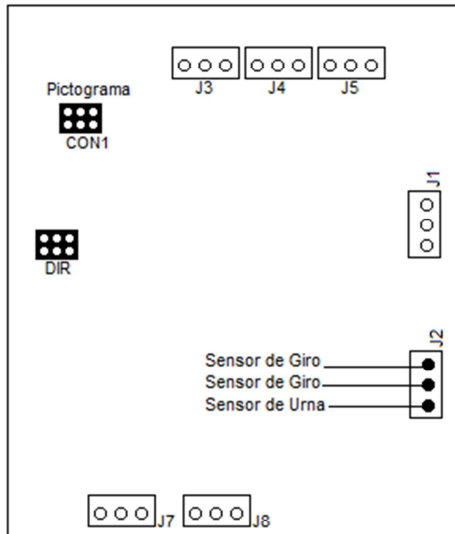 J3 J4 J5
Pictograma
CON1
J1
DIR
J2
Sensor de Giro
Sensor de Giro
Sensor de Urna
J7 J8